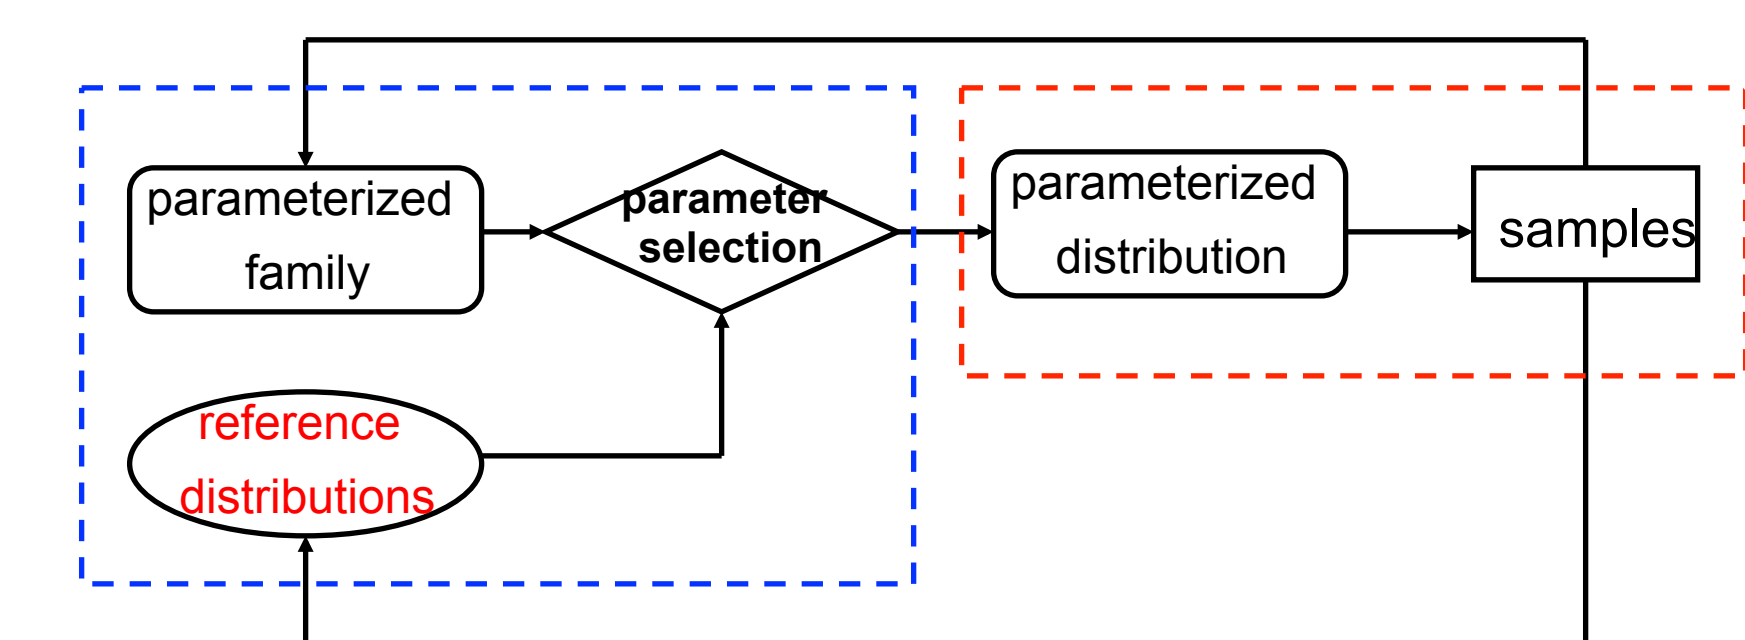 parameterized
family
parameter
selection
parameterized
distribution
samples
reference
distributions